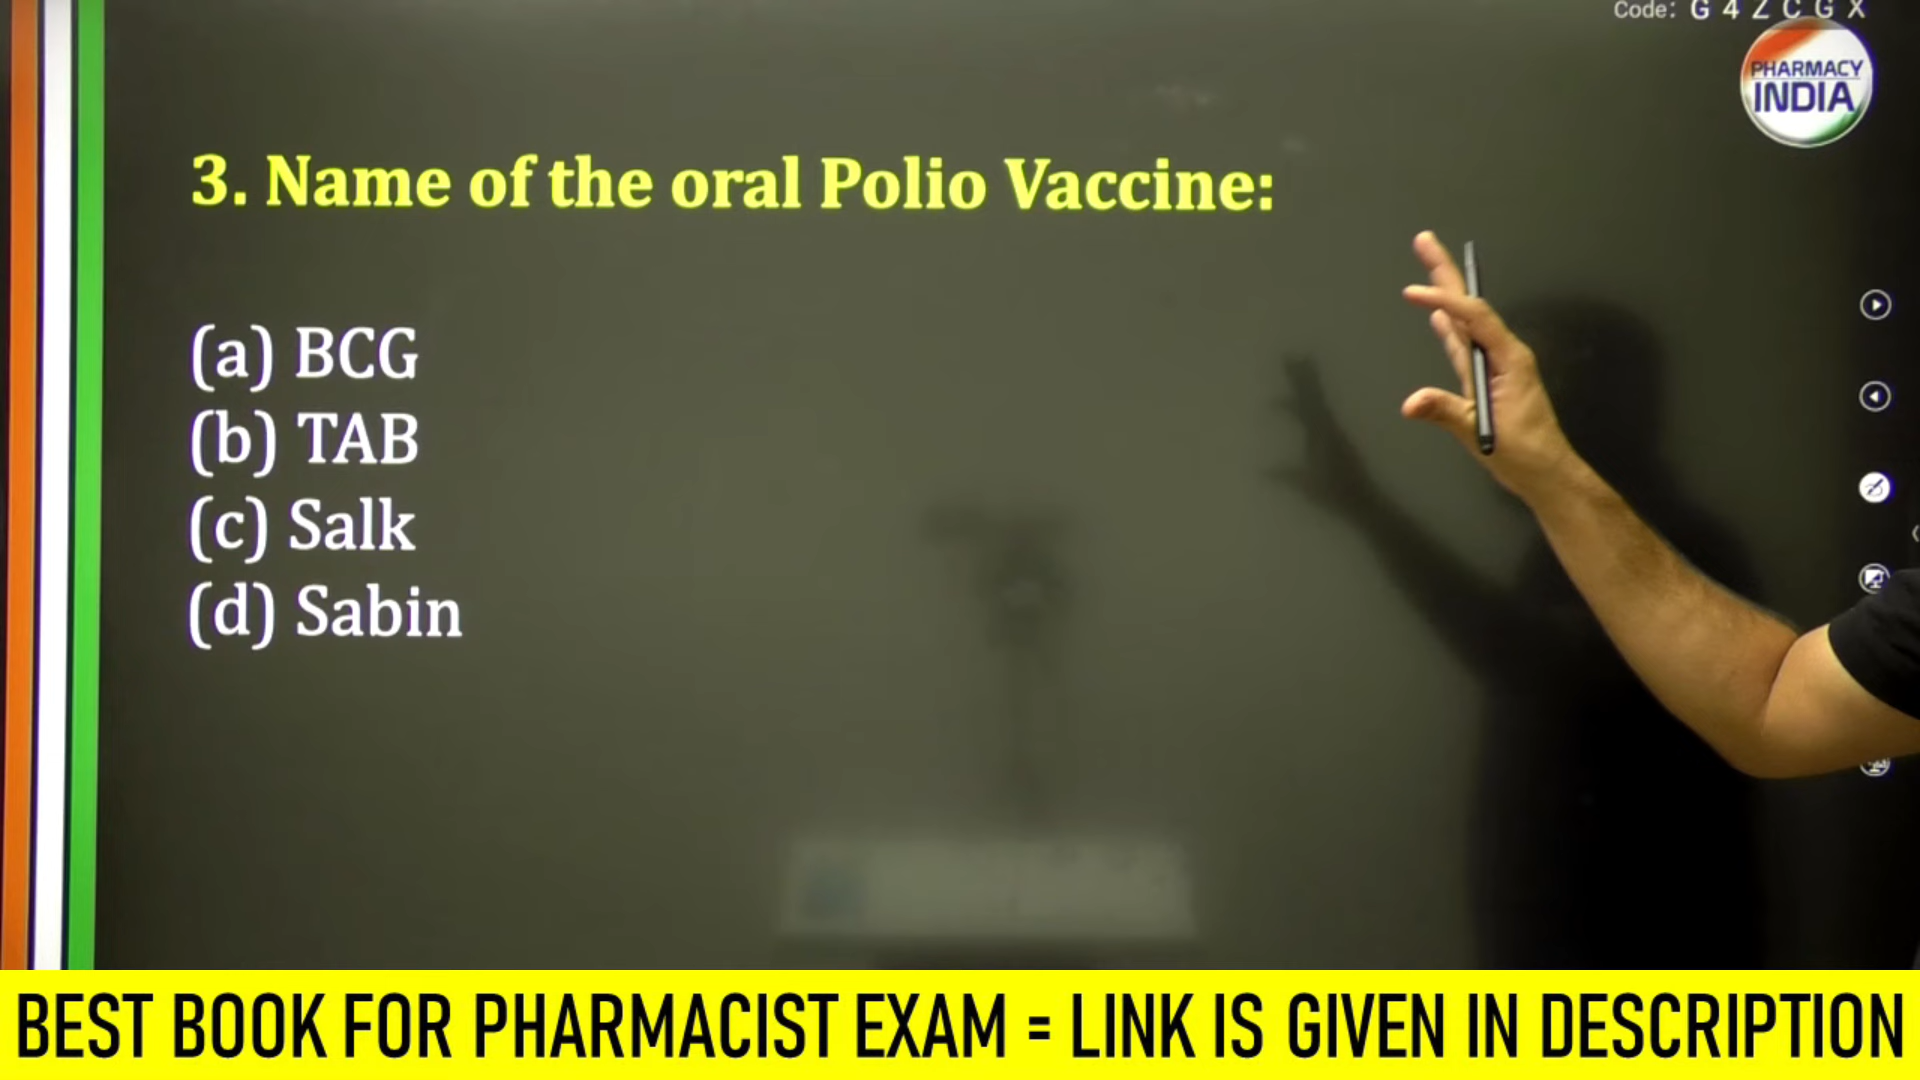 Code: G 4 Z C G X
PHARMACY
INDIA
3. Name of the oral Polio Vaccine:
(a) BCG
(b) TAB
(c) Salk
(d) Sabin
BEST BOOK FOR PHARMACIST EXAM = LINK IS GIVEN IN DESCRIPTION